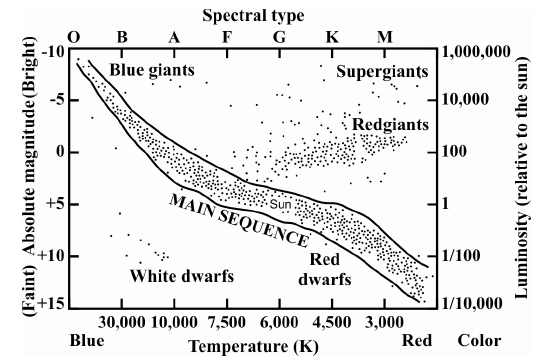 Spectral type
O B A F G K M
(Faint) Absolute magnitude (Bright)
-10
-5
0
+5
+10
+15
Blue giants
Supergiants
Redgiants
Sun
MAIN SEQUENCE
White dwarfs
Red
dwarfs
1,000,000
10,000
100
1
1/100
1/10,000
Luminosity (relative to the sun)
30,000 10,000 7,500 6,000 4,500 3,000
Blue Temperature (K) Red Color